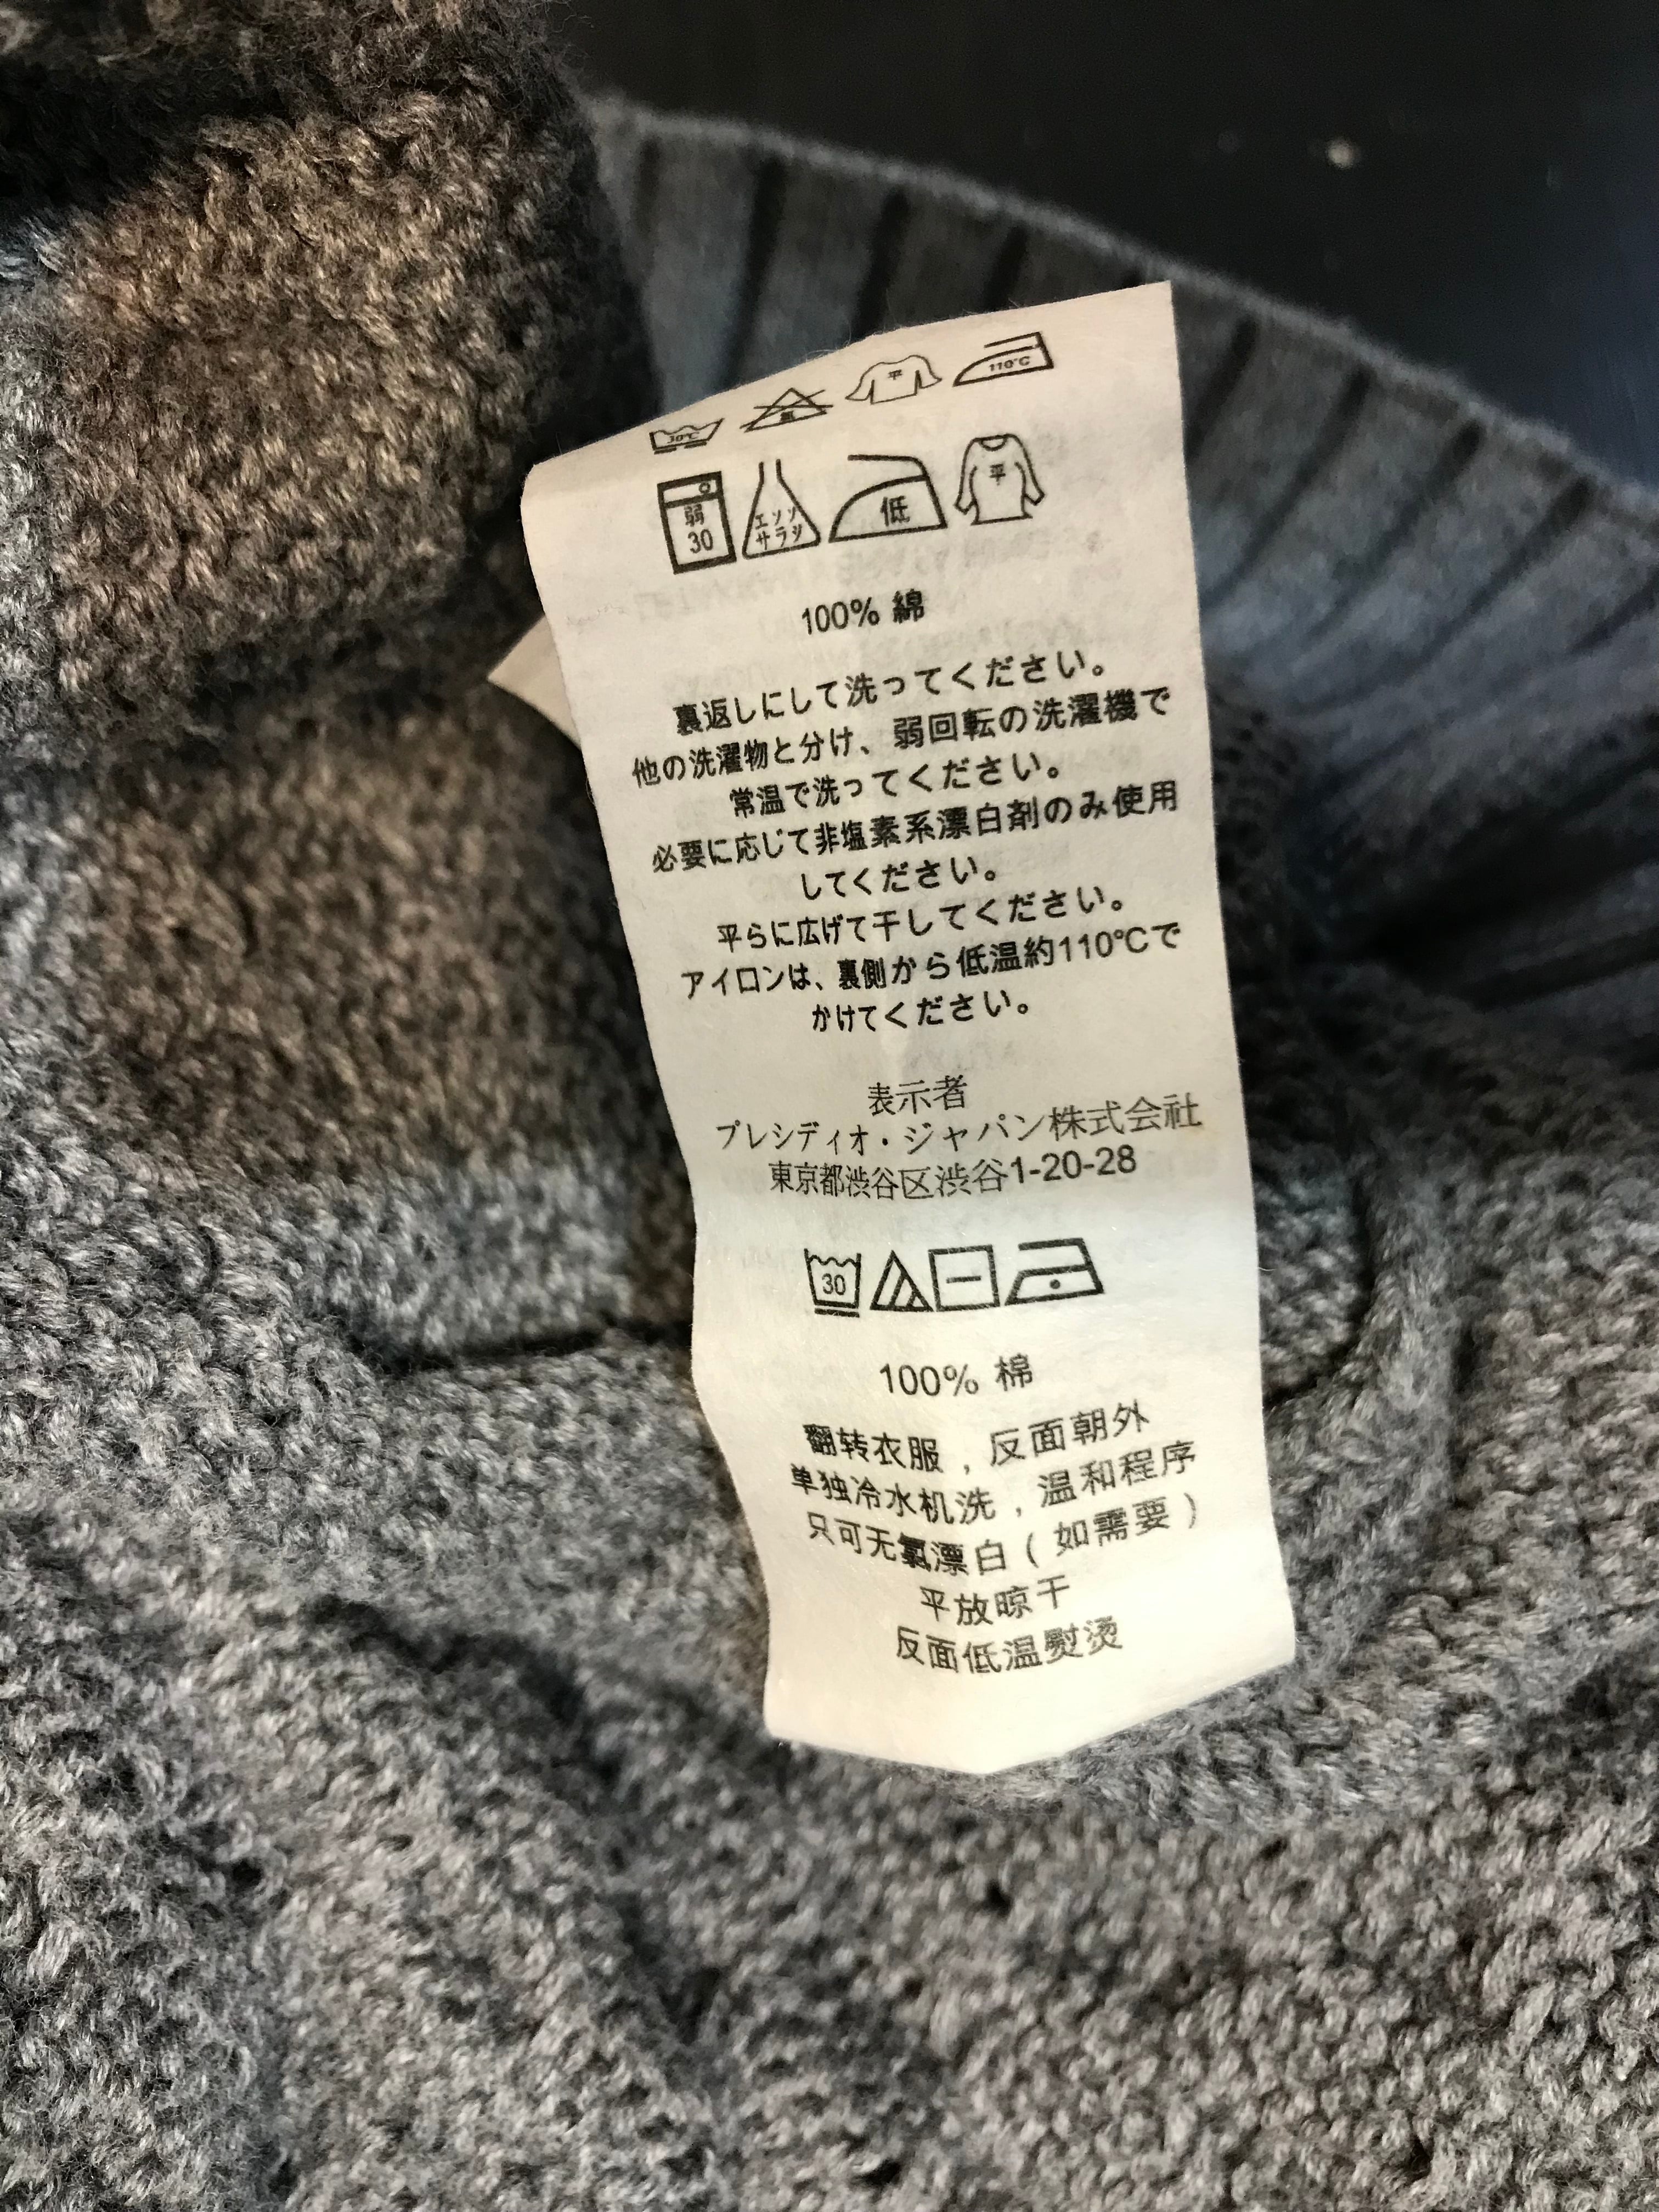 30℃ 平 110℃
弱 30 エンソ サラシ 低 平
100% 綿
裏返しにして洗ってください。
他の洗濯物と分け、弱回転の洗濯機で
常温で洗ってください。
必要に応じて非塩素系漂白剤のみ使用
してください。
平らに広げて干してください。
アイロンは、裏側から低温約110℃で
かけてください。
表示者
プレシディオ・ジャパン株式会社
東京都渋谷区渋谷1-20-28
30
100% 棉
翻转衣服，反面朝外
单独冷水机洗，温和程序
只可无氯漂白（如需要）
平放晾干
反面低温熨烫